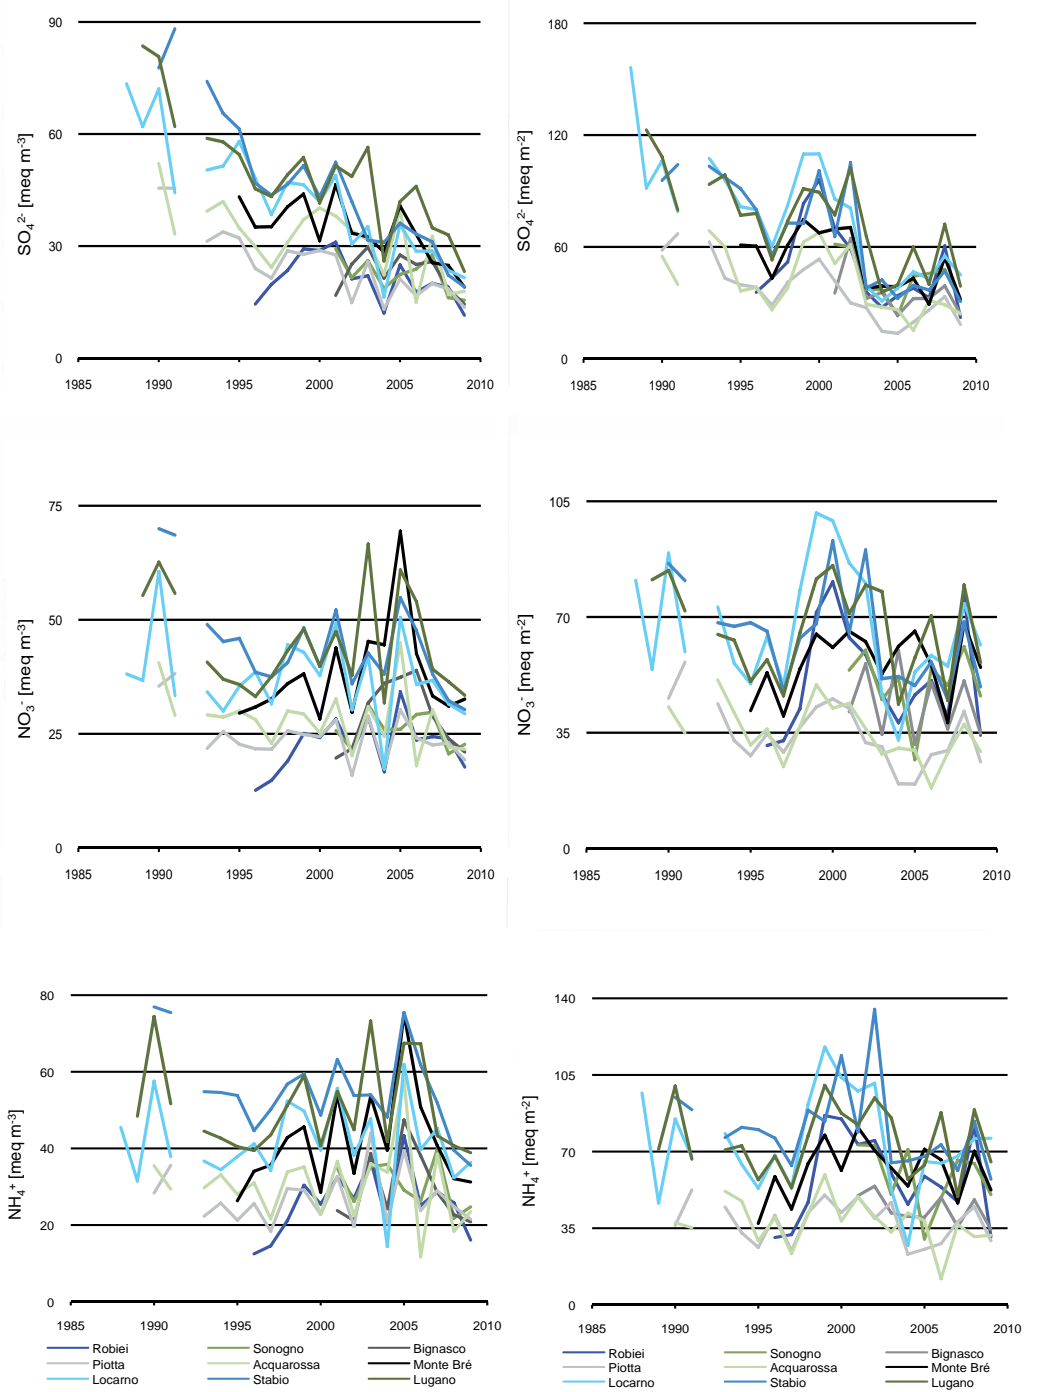 90
60
30
0
SO₄²⁻ [meq m⁻³]
1985 1990 1995 2000 2005 2010
180
120
60
0
SO₄²⁻ [meq m⁻²]
1985 1990 1995 2000 2005 2010
75
50
25
0
NO₃⁻ [meq m⁻³]
1985 1990 1995 2000 2005 2010
105
70
35
0
NO₃⁻ [meq m⁻²]
1985 1990 1995 2000 2005 2010
80
60
40
20
0
NH₄⁺ [meq m⁻³]
1985 1990 1995 2000 2005 2010
140
105
70
35
0
NH₄⁺ [meq m⁻²]
1985 1990 1995 2000 2005 2010
Robiei Sonogno Bignasco
Piotta Acquarossa Monte Bré
Locarno Stabio Lugano
Robiei Sonogno Bignasco
Piotta Acquarossa Monte Bré
Locarno Stabio Lugano